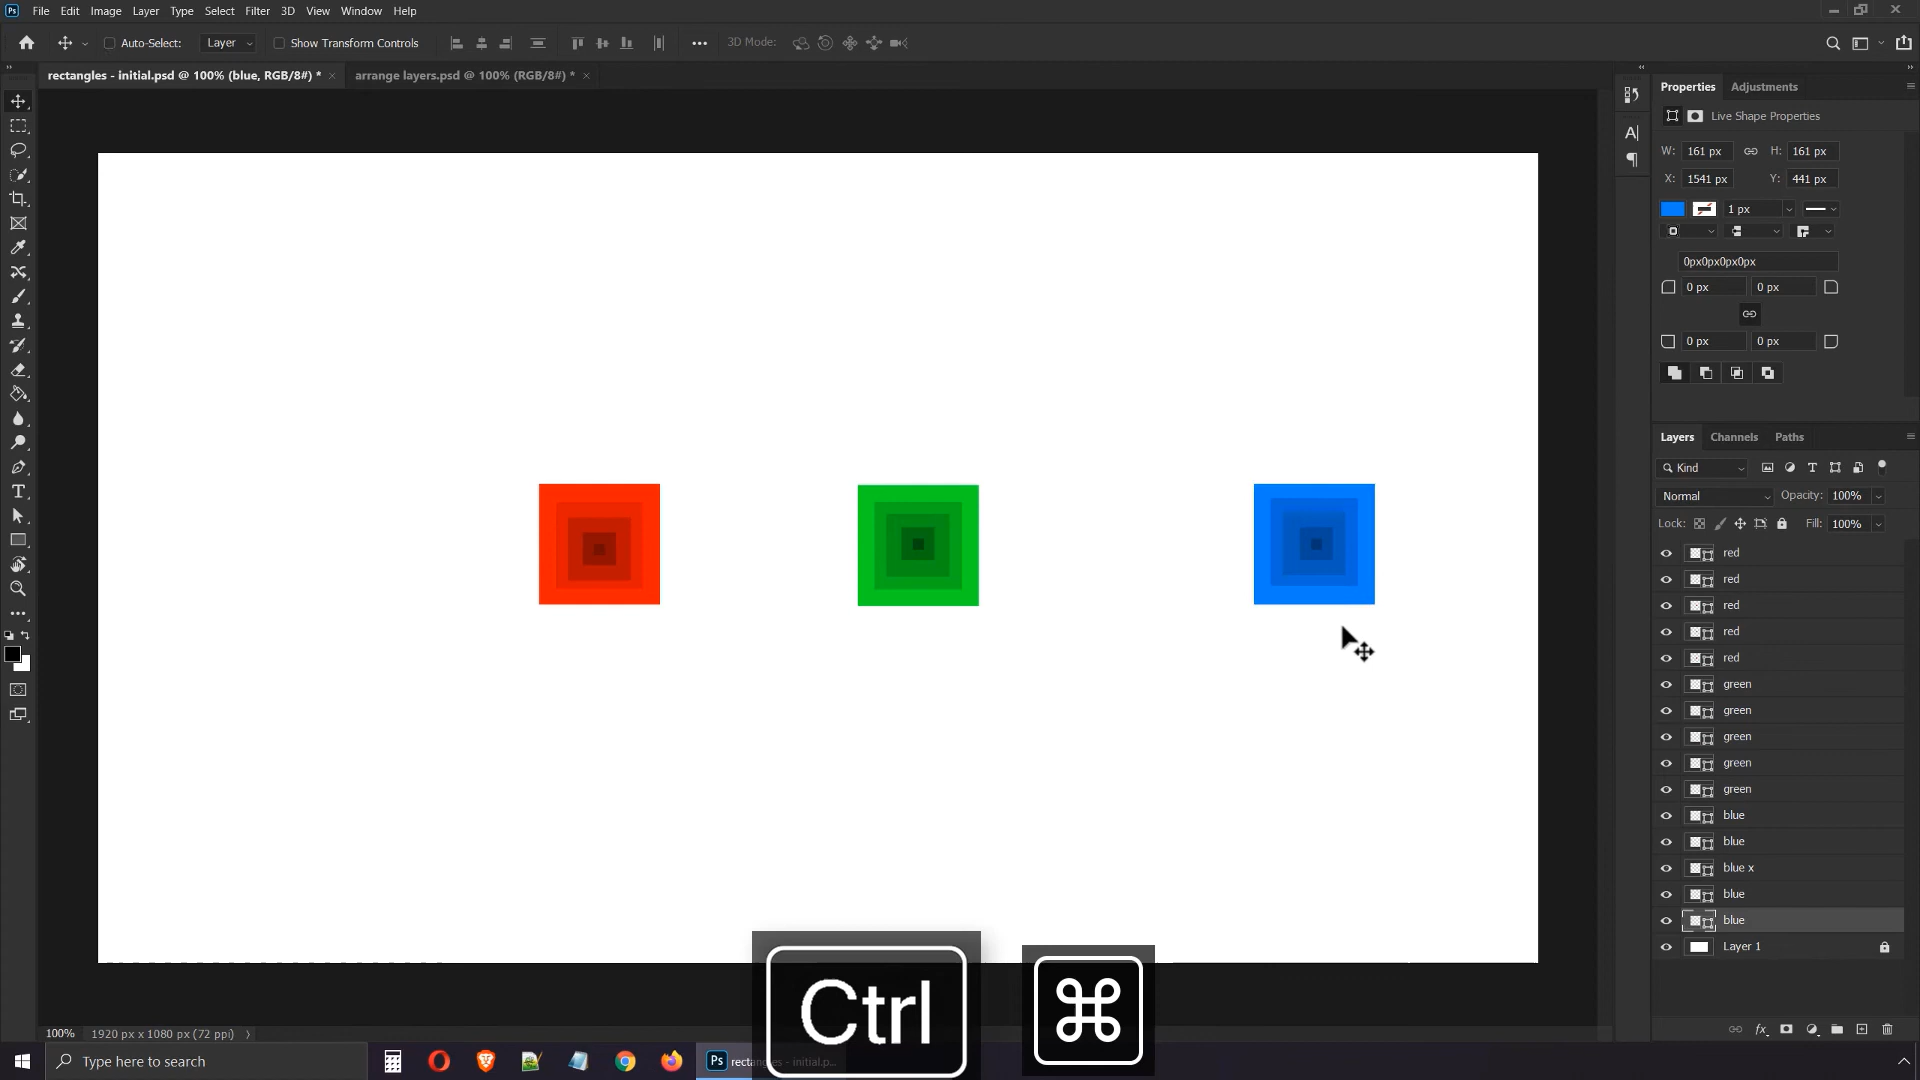 Ps File Edit Image Layer Type Select Filter 3D View Window Help
Auto-Select: Layer Show Transform Controls 3D Mode:
rectangles - initial.psd @ 100% (blue, RGB/8#) * × arrange layers.psd @ 100% (RGB/8#) * ×
Properties Adjustments
Live Shape Properties
W: 161 px H: 161 px
X: 1541 px Y: 441 px
1 px
0px0px0px0px
0 px 0 px
0 px 0 px
Layers Channels Paths
Kind
Normal Opacity: 100%
Lock: Fill: 100%
red
red
red
red
red
green
green
green
green
green
blue
blue
blue x
blue
blue
Layer 1
Ctrl ⌘
100% 1920 px x 1080 px (72 ppi)
Type here to search
Ps rectangles - initial.p...